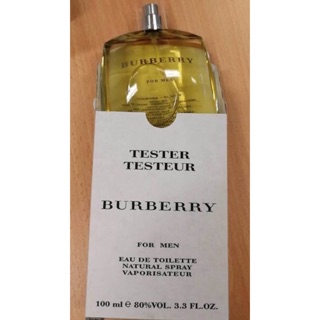 BURBERRY
FOR MEN
TESTER
TESTEUR
BURBERRY
FOR MEN
EAU DE TOILETTE
NATURAL SPRAY
VAPORISATEUR
100 ml ℮ 80%VOL. 3.3 FL.OZ.